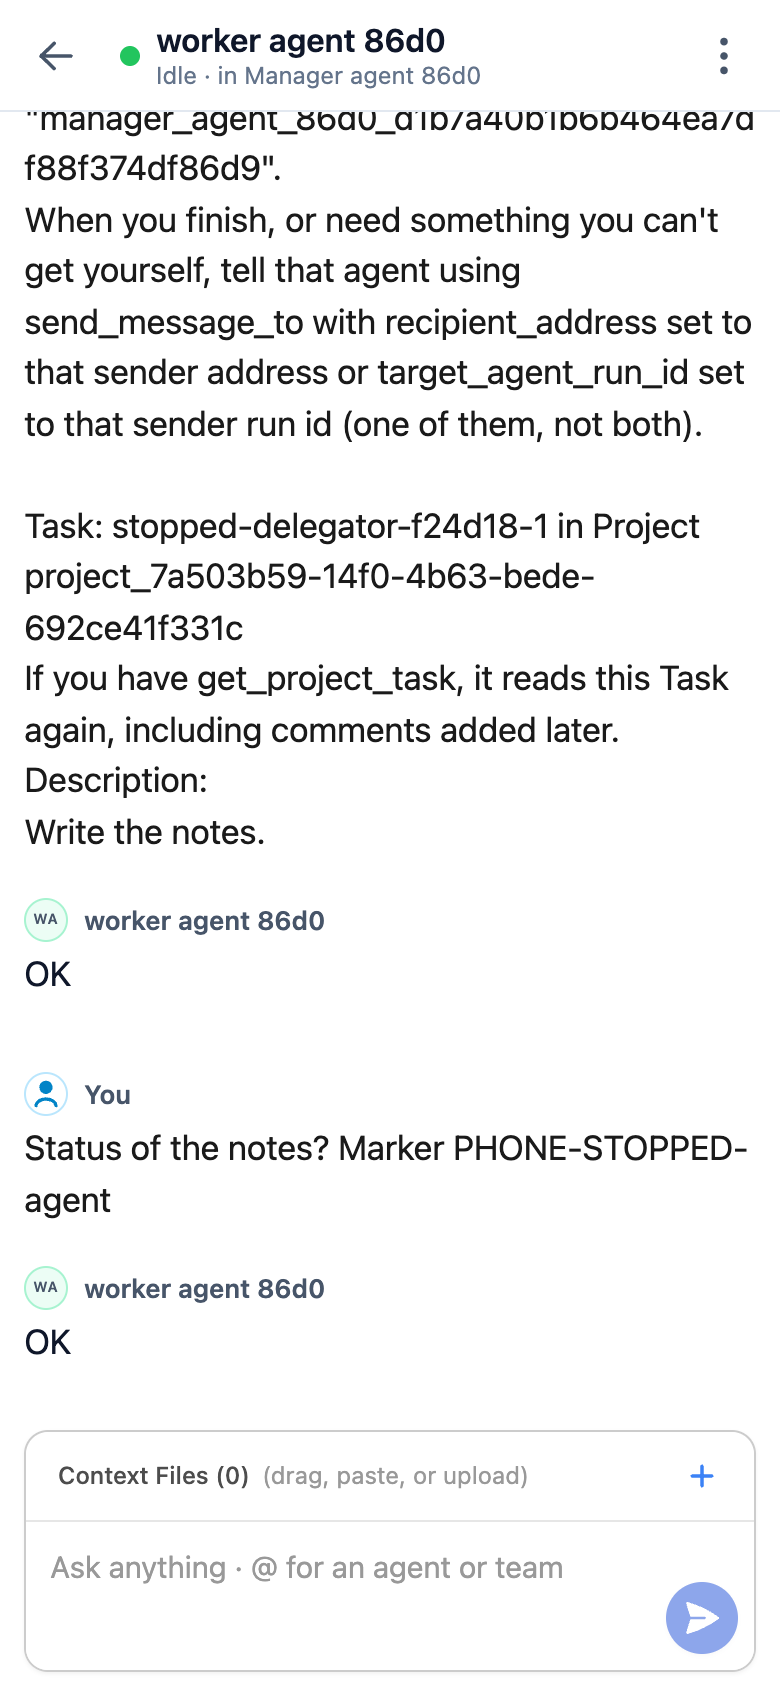 worker agent 86d0
Idle · in Manager agent 86d0
"manager_agent_86d0_d1b7a40b1b6b464ea7d
f88f374df86d9".
When you finish, or need something you can't
get yourself, tell that agent using
send_message_to with recipient_address set to
that sender address or target_agent_run_id set
to that sender run id (one of them, not both).
Task: stopped-delegator-f24d18-1 in Project
project_7a503b59-14f0-4b63-bede-
692ce41f331c
If you have get_project_task, it reads this Task
again, including comments added later.
Description:
Write the notes.
WA worker agent 86d0
OK
You
Status of the notes? Marker PHONE-STOPPED-
agent
WA worker agent 86d0
OK
Context Files (0) (drag, paste, or upload)
Ask anything · @ for an agent or team